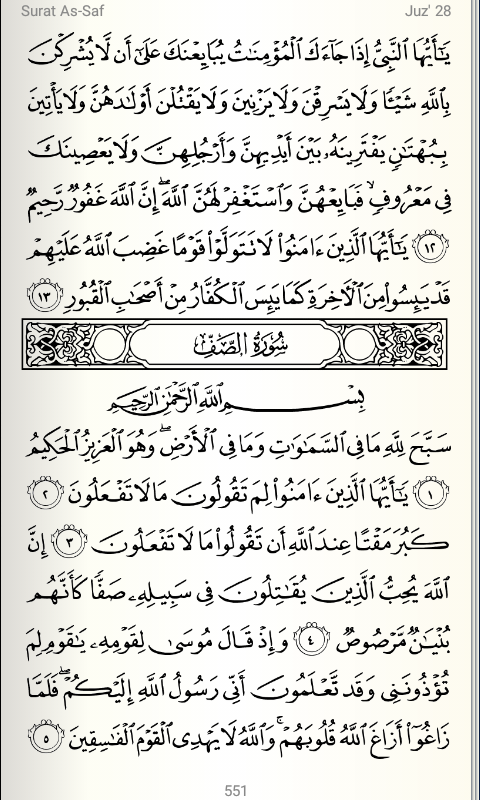 Surat As-Saf Juz' 28
يَـٰٓأَيُّهَا ٱلنَّبِىُّ إِذَا جَآءَكَ ٱلْمُؤْمِنَـٰتُ يُبَايِعْنَكَ عَلَىٰٓ أَن لَّا يُشْرِكْنَ
بِٱللَّهِ شَيْـًٔا وَلَا يَسْرِقْنَ وَلَا يَزْنِينَ وَلَا يَقْتُلْنَ أَوْلَـٰدَهُنَّ وَلَا يَأْتِينَ
بِبُهْتَـٰنٍ يَفْتَرِينَهُۥ بَيْنَ أَيْدِيهِنَّ وَأَرْجُلِهِنَّ وَلَا يَعْصِينَكَ
فِى مَعْرُوفٍ ۙ فَبَايِعْهُنَّ وَٱسْتَغْفِرْ لَهُنَّ ٱللَّهَ ۖ إِنَّ ٱللَّهَ غَفُورٌ رَّحِيمٌ
١٢ يَـٰٓأَيُّهَا ٱلَّذِينَ ءَامَنُوا۟ لَا تَتَوَلَّوْا۟ قَوْمًا غَضِبَ ٱللَّهُ عَلَيْهِمْ
قَدْ يَئِسُوا۟ مِنَ ٱلْـَٔاخِرَةِ كَمَا يَئِسَ ٱلْكُفَّارُ مِنْ أَصْحَـٰبِ ٱلْقُبُورِ ١٣
سُورَةُ الصَّفِّ
بِسْمِ ٱللَّهِ ٱلرَّحْمَـٰنِ ٱلرَّحِيمِ
سَبَّحَ لِلَّهِ مَا فِى ٱلسَّمَـٰوَٰتِ وَمَا فِى ٱلْأَرْضِ ۖ وَهُوَ ٱلْعَزِيزُ ٱلْحَكِيمُ
١ يَـٰٓأَيُّهَا ٱلَّذِينَ ءَامَنُوا۟ لِمَ تَقُولُونَ مَا لَا تَفْعَلُونَ ٢
كَبُرَ مَقْتًا عِندَ ٱللَّهِ أَن تَقُولُوا۟ مَا لَا تَفْعَلُونَ ٣ إِنَّ
ٱللَّهَ يُحِبُّ ٱلَّذِينَ يُقَـٰتِلُونَ فِى سَبِيلِهِۦ صَفًّا كَأَنَّهُم
بُنْيَـٰنٌ مَّرْصُوصٌ ٤ وَإِذْ قَالَ مُوسَىٰ لِقَوْمِهِۦ يَـٰقَوْمِ لِمَ
تُؤْذُونَنِى وَقَد تَّعْلَمُونَ أَنِّى رَسُولُ ٱللَّهِ إِلَيْكُمْ ۖ فَلَمَّا
زَاغُوٓا۟ أَزَاغَ ٱللَّهُ قُلُوبَهُمْ ۚ وَٱللَّهُ لَا يَهْدِى ٱلْقَوْمَ ٱلْفَـٰسِقِينَ ٥
551